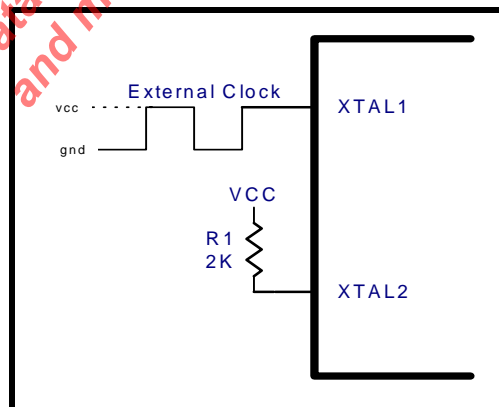 and m
External Clock
vcc
XTAL1
gnd
VCC
R1
2K
XTAL2